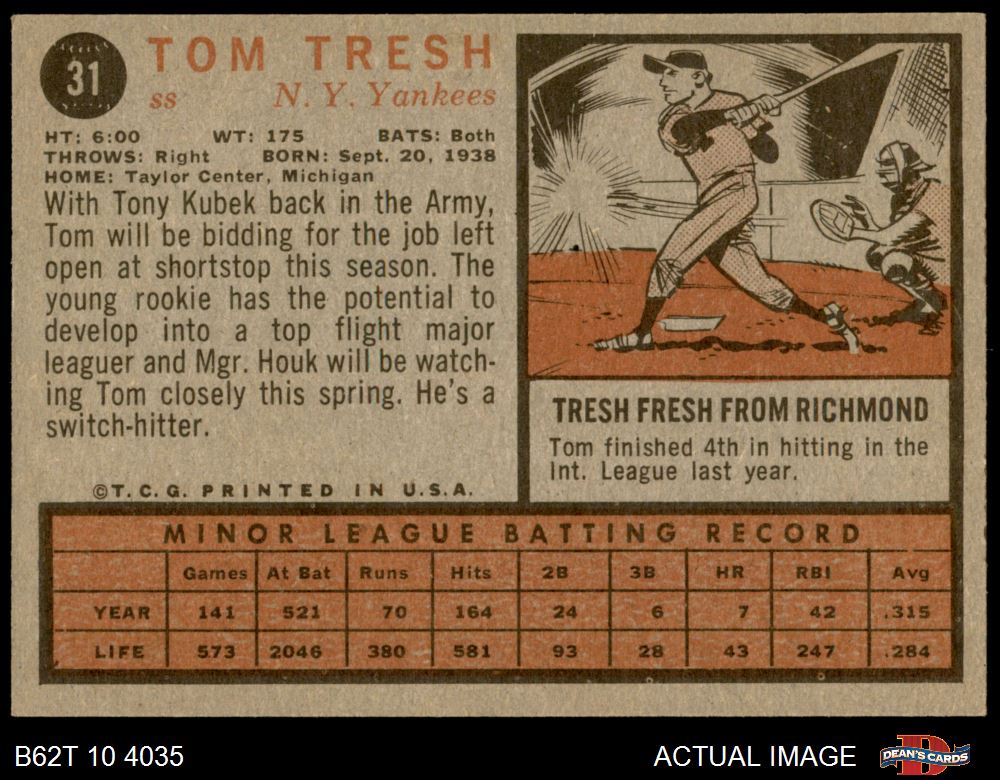 31
TOM TRESH
ss N. Y. Yankees
HT: 6:00 WT: 175 BATS: Both
THROWS: Right BORN: Sept. 20, 1938
HOME: Taylor Center, Michigan
With Tony Kubek back in the Army,
Tom will be bidding for the job left
open at shortstop this season. The
young rookie has the potential to
develop into a top flight major
leaguer and Mgr. Houk will be watch-
ing Tom closely this spring. He's a
switch-hitter.
©T. C. G. PRINTED IN U.S.A.
TRESH FRESH FROM RICHMOND
Tom finished 4th in hitting in the
Int. League last year.
MINOR LEAGUE BATTING RECORD
Games At Bat Runs Hits 2B 3B HR RBI Avg
YEAR 141 521 70 164 24 6 7 42 .315
LIFE 573 2046 380 581 93 28 43 247 .284
B62T 10 4035 ACTUAL IMAGE D DEAN'S CARDS